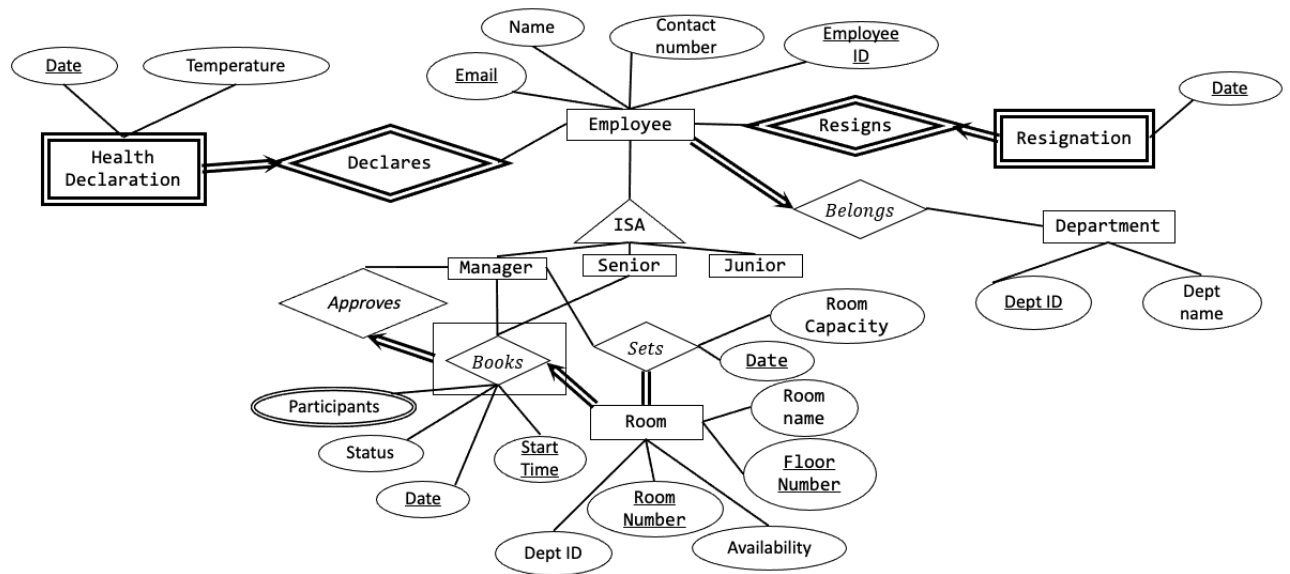 Name
Contact
number
Employee
ID
Date
Temperature
Email
Date
Employee
Resigns
Resignation
Health
Declaration
Declares
Belongs
ISA
Department
Manager
Senior
Junior
Approves
Room
Capacity
Dept ID
Dept
name
Books
Sets
Date
Participants
Room
name
Room
Status
Start
Time
Floor
Number
Date
Room
Number
Dept ID
Availability